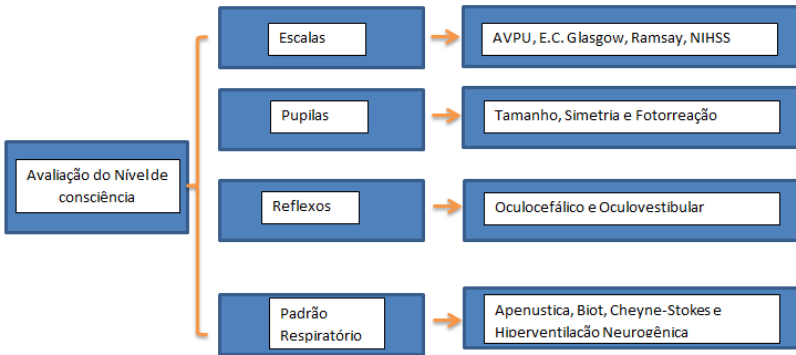 Avaliação do Nível de
consciência
Escalas
AVPU, E.C. Glasgow, Ramsay, NIHSS
Pupilas
Tamanho, Simetria e Fotorreação
Reflexos
Oculocefálico e Oculovestibular
Padrão
Respiratório
Apenustica, Biot, Cheyne-Stokes e
Hiperventilação Neurogênica